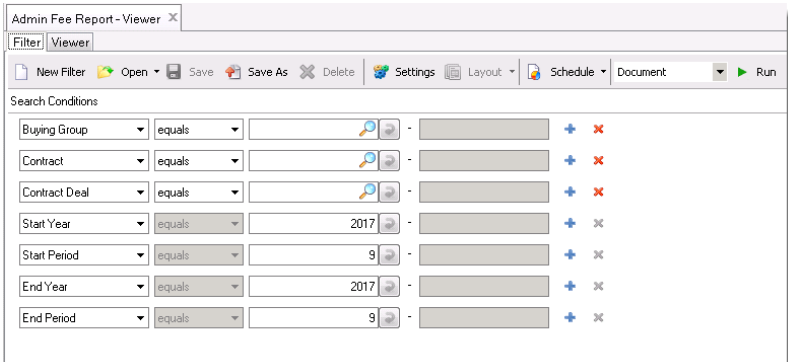 Admin Fee Report - Viewer X
Filter Viewer
New Filter Open Save Save As Delete Settings Layout Schedule Document Run
Search Conditions
Buying Group equals -
Contract equals -
Contract Deal equals -
Start Year equals 2017 -
Start Period equals 9 -
End Year equals 2017 -
End Period equals 9 -